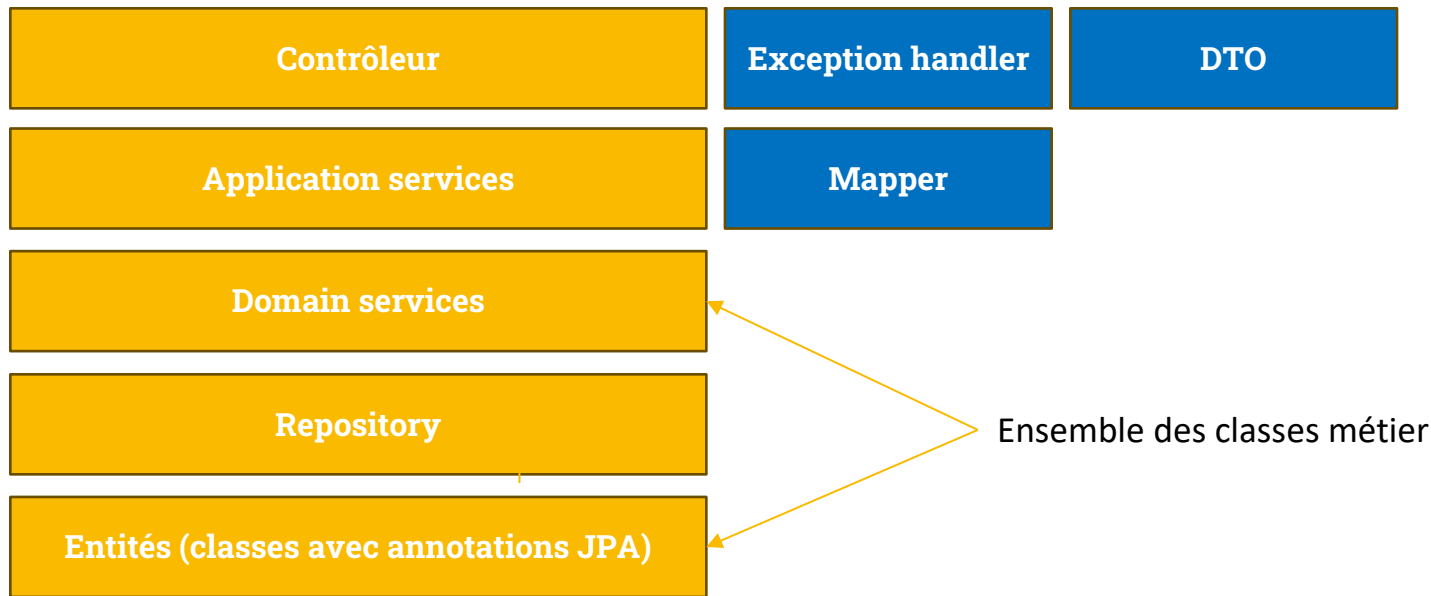 Contrôleur
Exception handler
DTO
Application services
Mapper
Domain services
Repository
Ensemble des classes métier
Entités (classes avec annotations JPA)